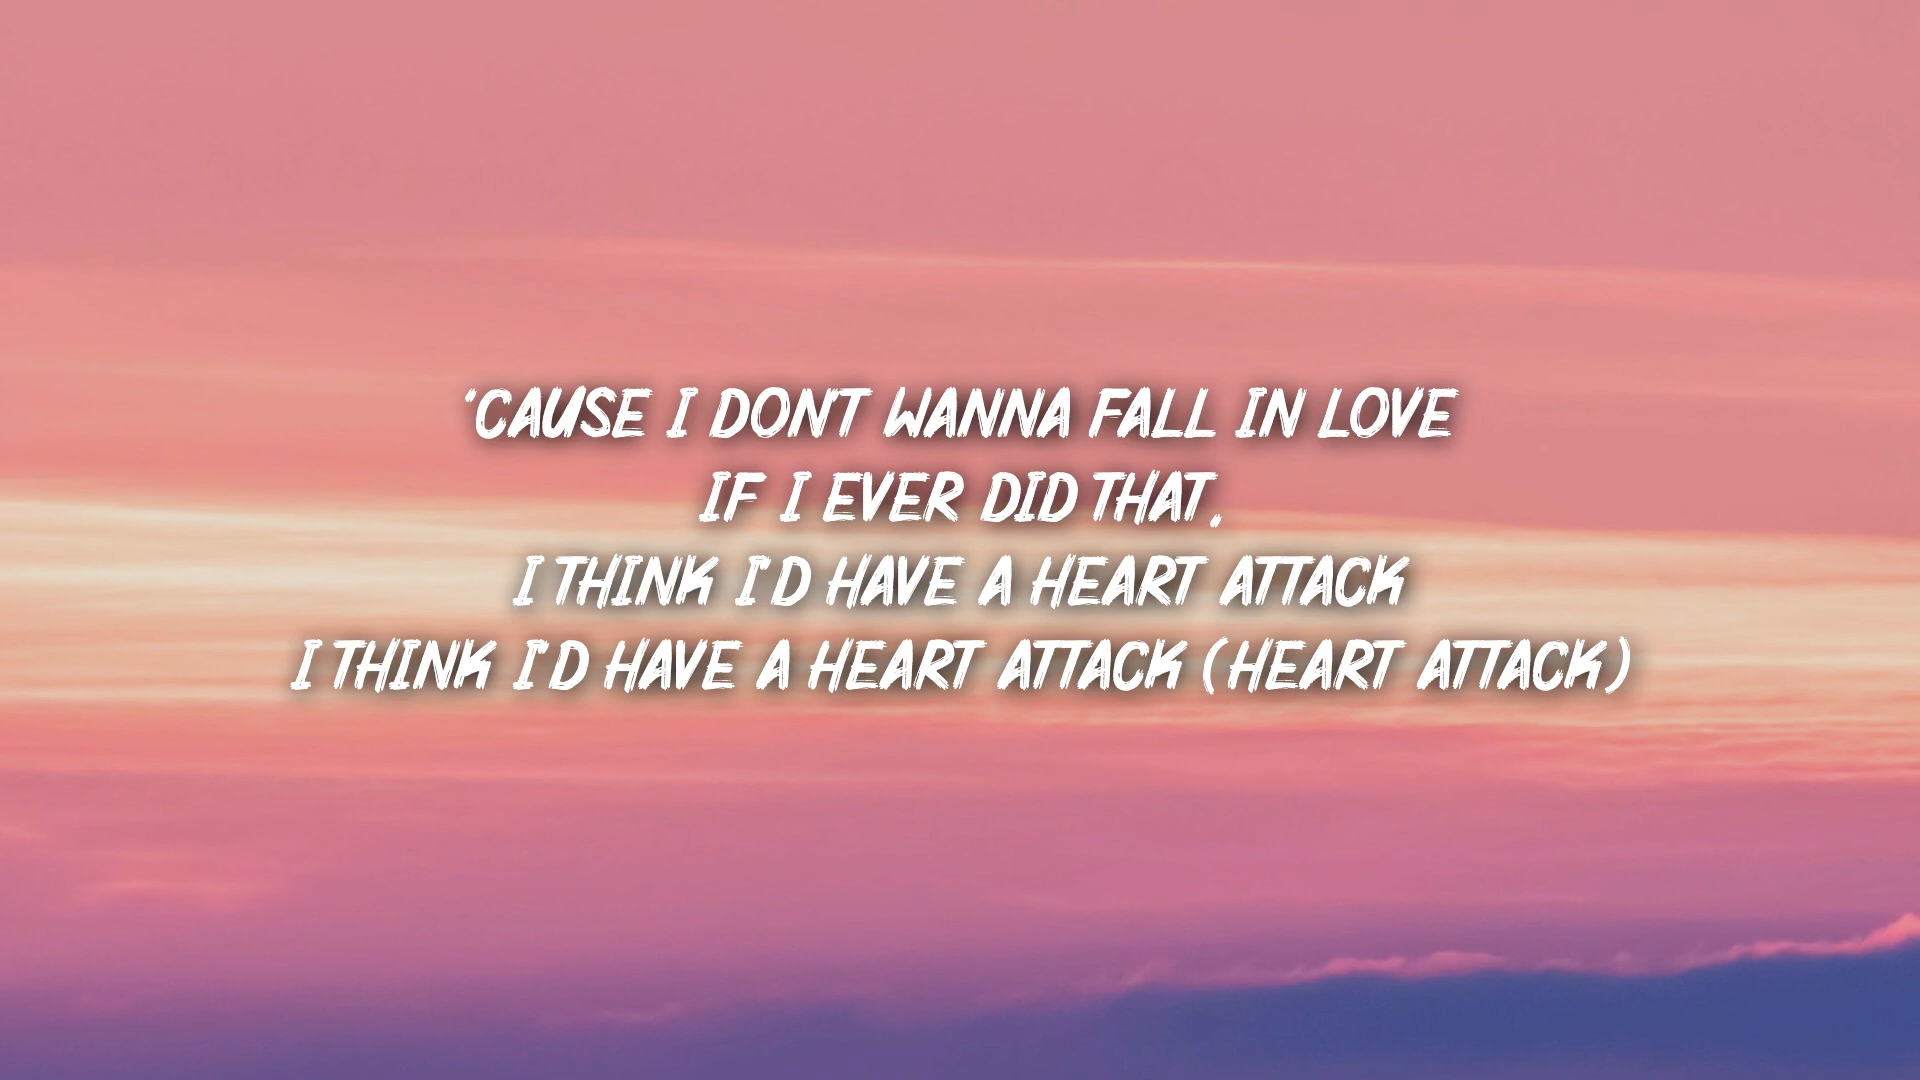 'CAUSE I DON'T WANNA FALL IN LOVE
IF I EVER DID THAT,
I THINK I'D HAVE A HEART ATTACK
I THINK I'D HAVE A HEART ATTACK (HEART ATTACK)